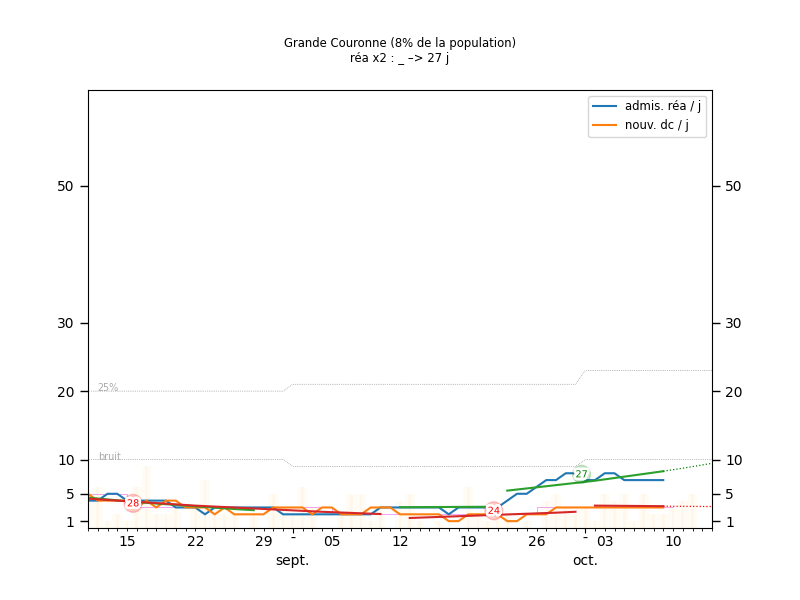 Grande Couronne (8% de la population)
réa x2 : _ –> 27 j
admis. réa / j
nouv. dc / j
50 50
30 30
25%
20 20
bruit
10 10
27
5 5
28
24
1 1
15 22 29 - 05 12 19 26 - 03 10
sept. oct.